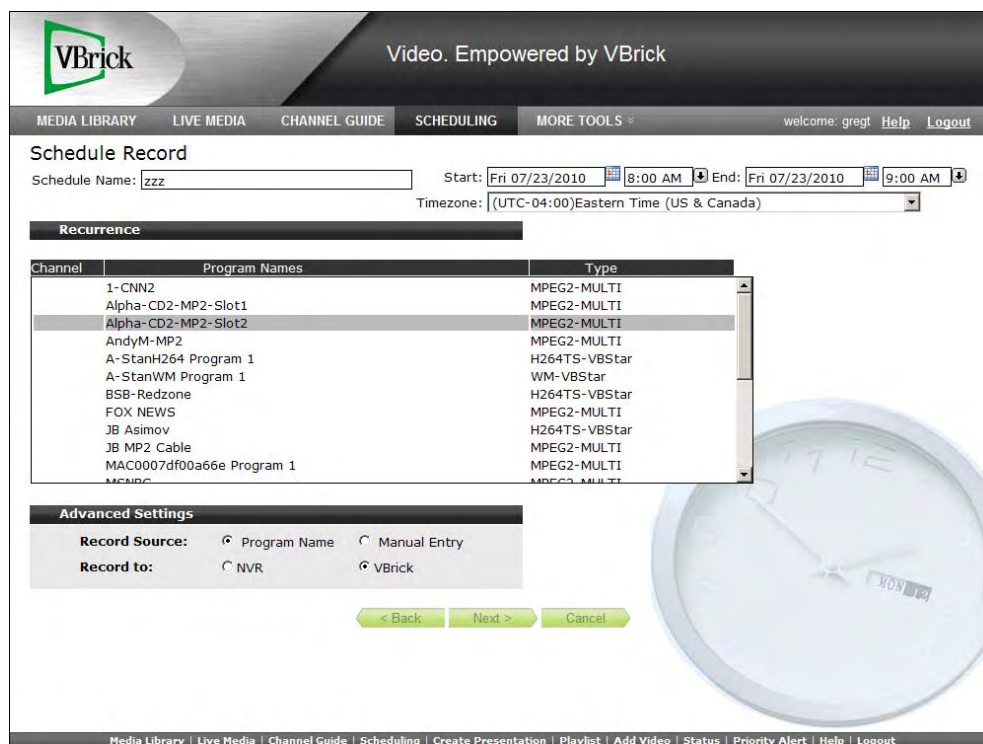 VBrick
Video. Empowered by VBrick
MEDIA LIBRARY LIVE MEDIA CHANNEL GUIDE SCHEDULING MORE TOOLS welcome: gregt Help Logout
Schedule Record
Schedule Name: zzz Start: Fri 07/23/2010 8:00 AM End: Fri 07/23/2010 9:00 AM
Timezone: (UTC-04:00)Eastern Time (US & Canada)
Recurrence
Channel Program Names Type
1-CNN2 MPEG2-MULTI
Alpha-CD2-MP2-Slot1 MPEG2-MULTI
Alpha-CD2-MP2-Slot2 MPEG2-MULTI
AndyM-MP2 MPEG2-MULTI
A-StanH264 Program 1 H264TS-VBStar
A-StanWM Program 1 WM-VBStar
BSB-Redzone H264TS-VBStar
FOX NEWS MPEG2-MULTI
JB Asimov H264TS-VBStar
JB MP2 Cable MPEG2-MULTI
MAC0007df00a66e Program 1 MPEG2-MULTI
MSNBC MPEG2-MULTI
Advanced Settings
Record Source: Program Name Manual Entry
Record to: NVR VBrick
< Back Next > Cancel
MON
Media Library | Live Media | Channel Guide | Scheduling | Create Presentation | Playlist | Add Video | Status | Priority Alert | Help | Logout